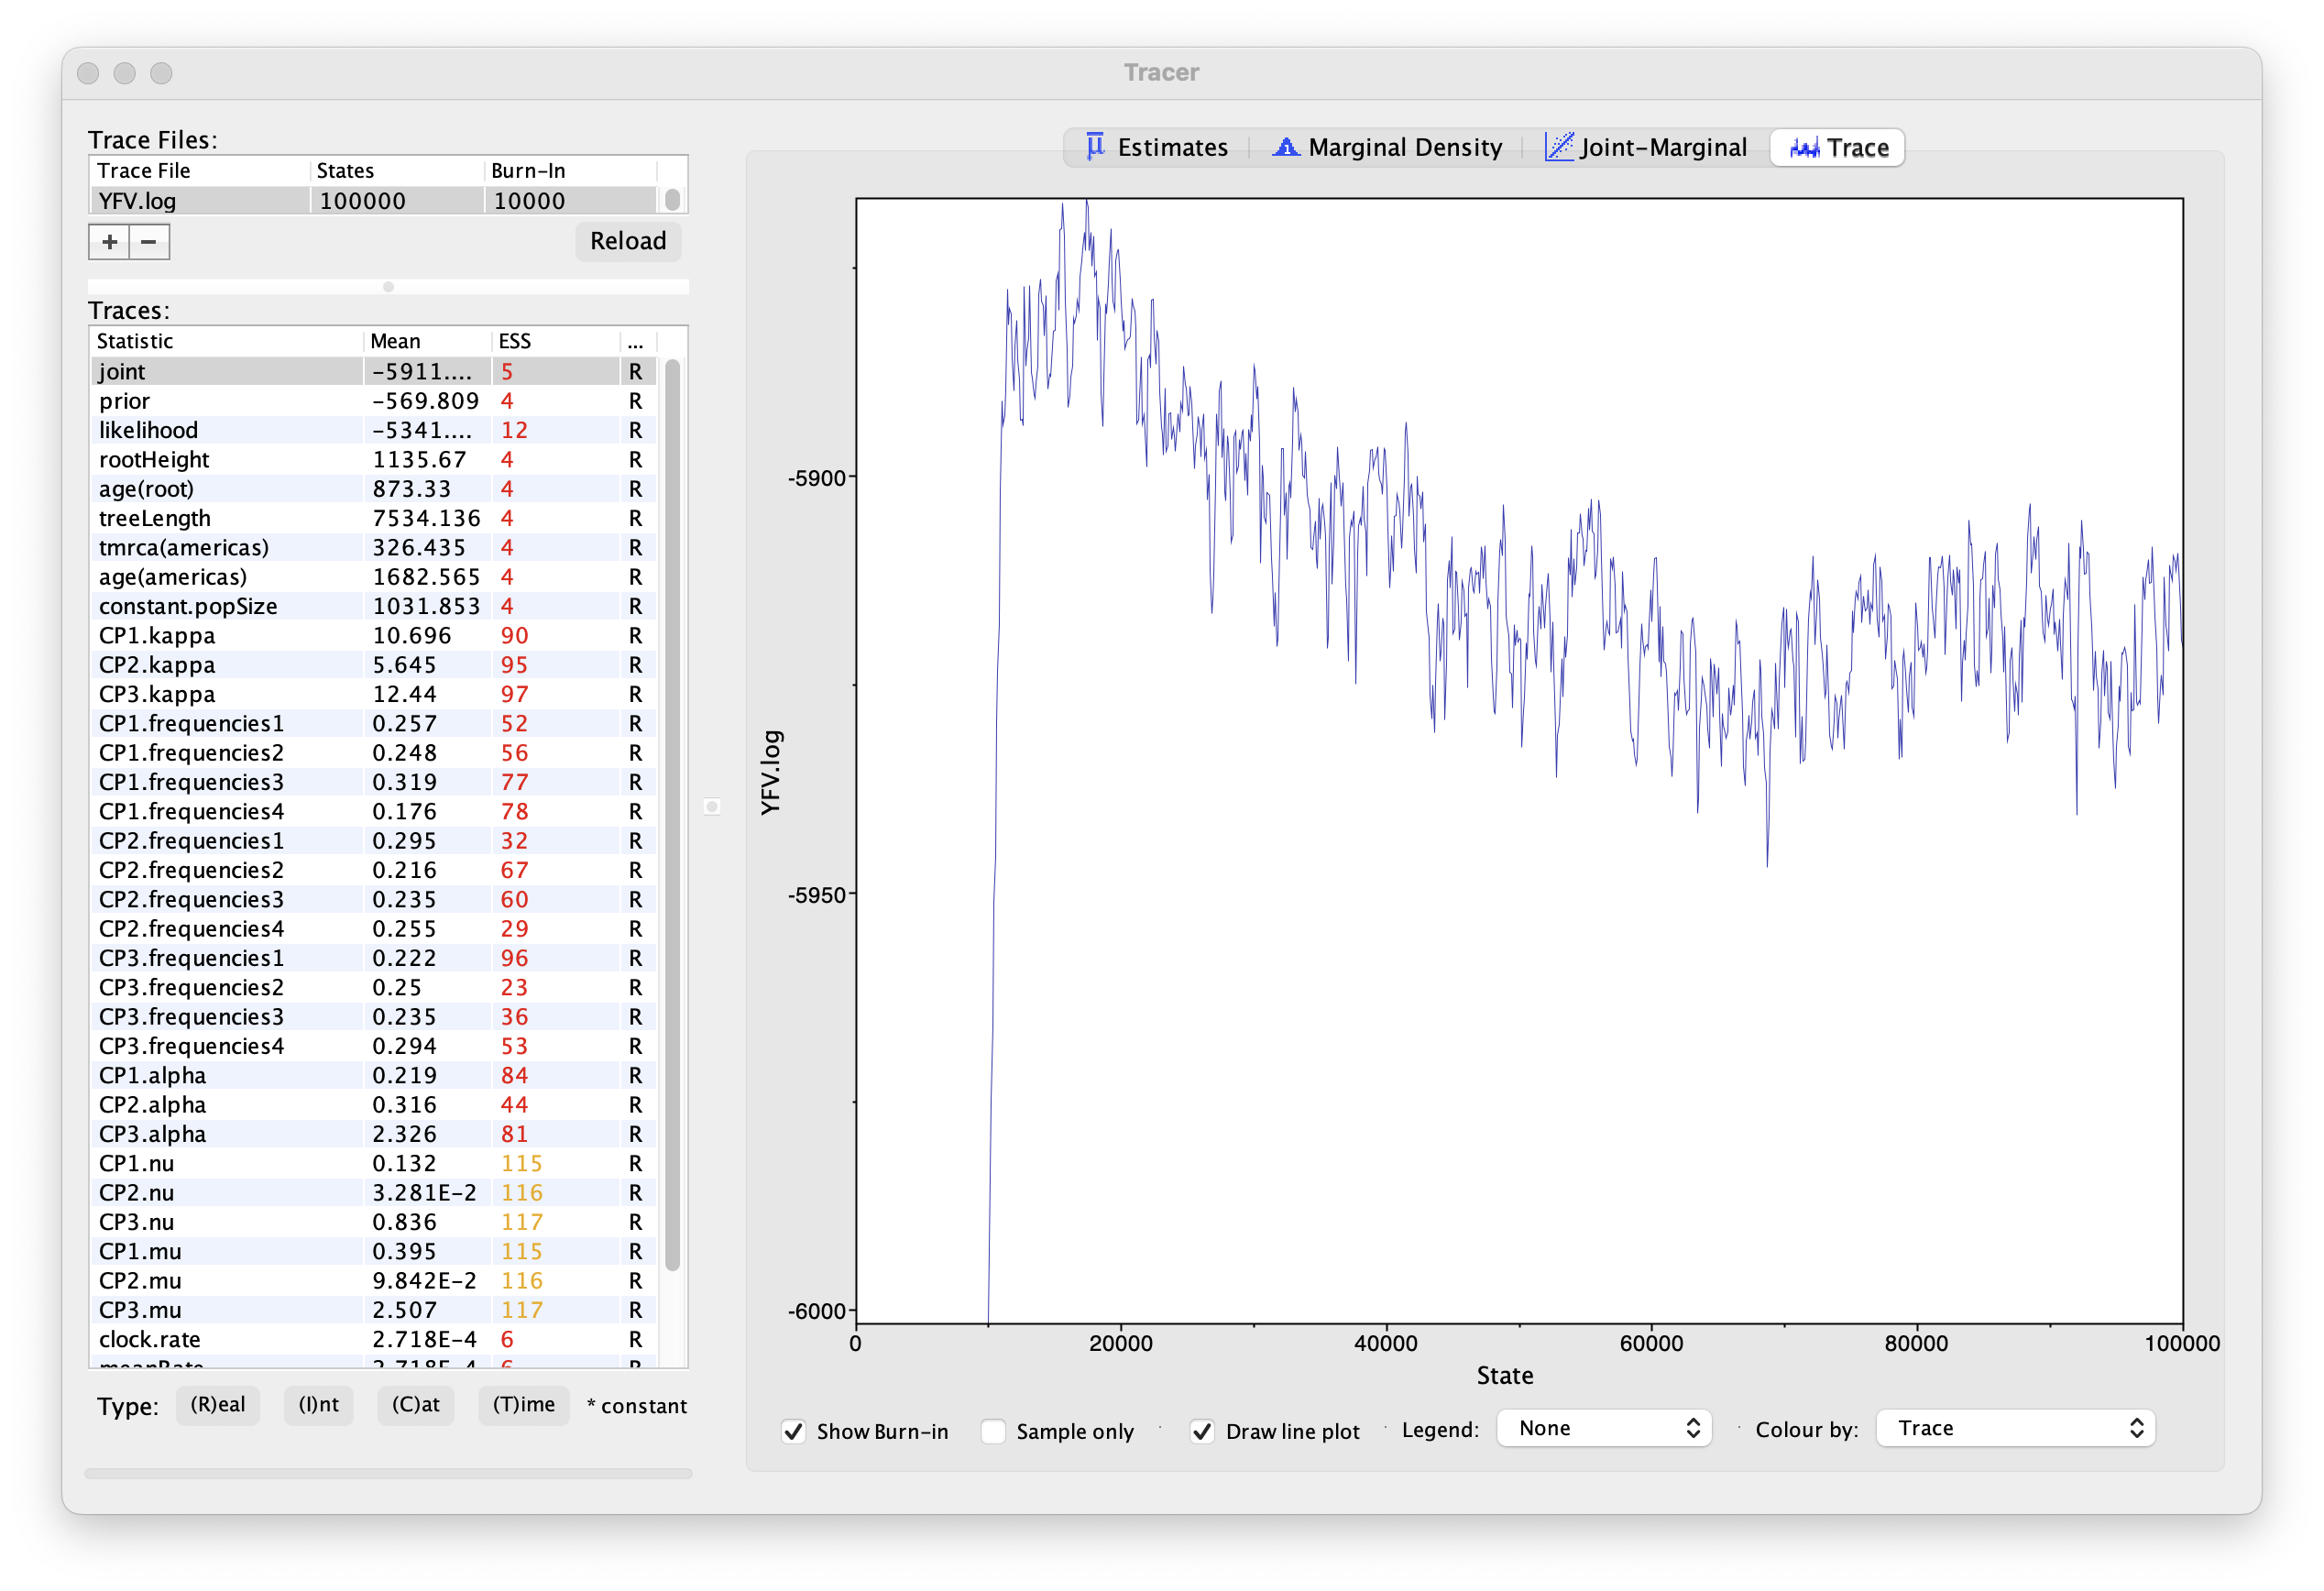 Tracer
Trace Files:
Trace File States Burn-In
YFV.log 100000 10000
+ −
Reload
Traces:
Statistic Mean ESS ...
joint −5911.... 5 R
prior −569.809 4 R
likelihood −5341.... 12 R
rootHeight 1135.67 4 R
age(root) 873.33 4 R
treeLength 7534.136 4 R
tmrca(americas) 326.435 4 R
age(americas) 1682.565 4 R
constant.popSize 1031.853 4 R
CP1.kappa 10.696 90 R
CP2.kappa 5.645 95 R
CP3.kappa 12.44 97 R
CP1.frequencies1 0.257 52 R
CP1.frequencies2 0.248 56 R
CP1.frequencies3 0.319 77 R
CP1.frequencies4 0.176 78 R
CP2.frequencies1 0.295 32 R
CP2.frequencies2 0.216 67 R
CP2.frequencies3 0.235 60 R
CP2.frequencies4 0.255 29 R
CP3.frequencies1 0.222 96 R
CP3.frequencies2 0.25 23 R
CP3.frequencies3 0.235 36 R
CP3.frequencies4 0.294 53 R
CP1.alpha 0.219 84 R
CP2.alpha 0.316 44 R
CP3.alpha 2.326 81 R
CP1.nu 0.132 115 R
CP2.nu 3.281E−2 116 R
CP3.nu 0.836 117 R
CP1.mu 0.395 115 R
CP2.mu 9.842E−2 116 R
CP3.mu 2.507 117 R
clock.rate 2.718E−4 6 R
meanRate 2.718E−4 6 R
Type: (R)eal (I)nt (C)at (T)ime * constant
μ Estimates Marginal Density Joint−Marginal Trace
YFV.log
-5900
-5950
-6000
0 20000 40000 60000 80000 100000
State
Show Burn−in Sample only Draw line plot Legend: None Colour by: Trace